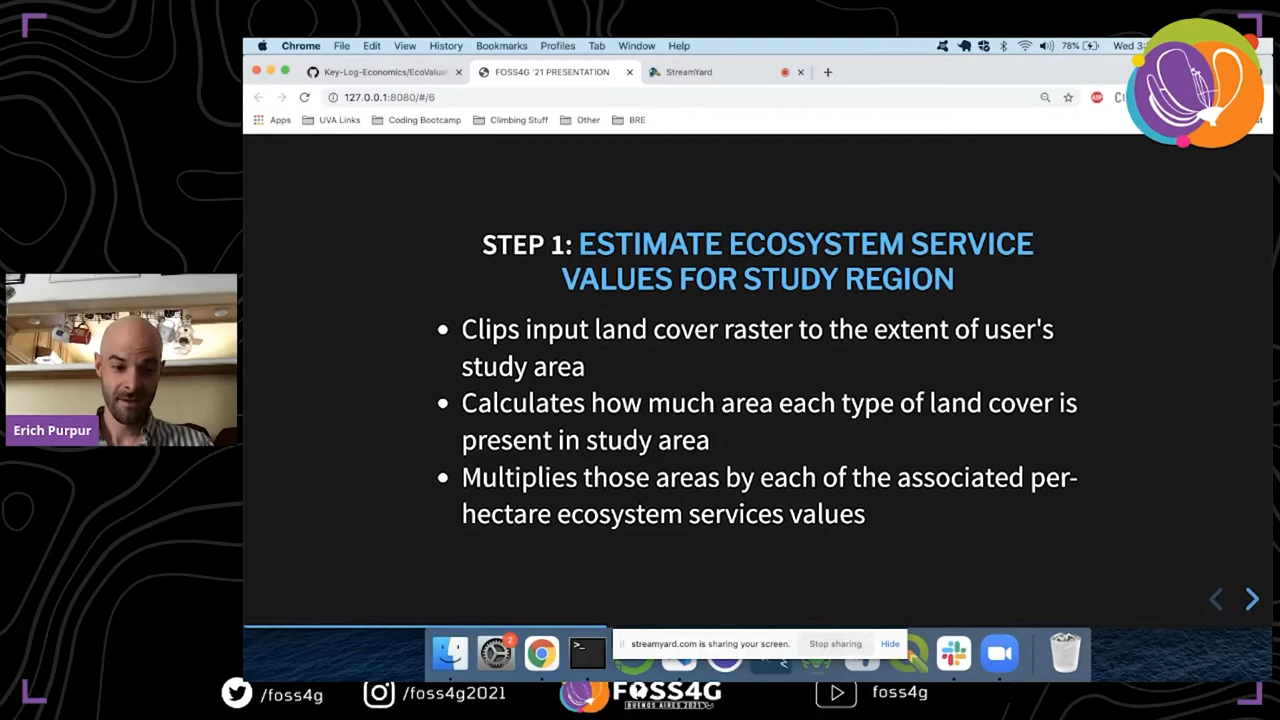 Chrome File Edit View History Bookmarks Profiles Tab Window Help
78%
Wed 3:
Key-Log-Economics/EcoValua
FOSS4G '21 PRESENTATION
StreamYard
127.0.0.1:8080/#/6
ABP
Apps UVA Links Coding Bootcamp Climbing Stuff Other BRE
STEP 1: ESTIMATE ECOSYSTEM SERVICE
VALUES FOR STUDY REGION
• Clips input land cover raster to the extent of user's
study area
• Calculates how much area each type of land cover is
present in study area
• Multiplies those areas by each of the associated per-
hectare ecosystem services values
Erich Purpur
2
streamyard.com is sharing your screen. Stop sharing Hide
/foss4g
/foss4g2021
FOSS4G
BUENOS AIRES 2021
foss4g